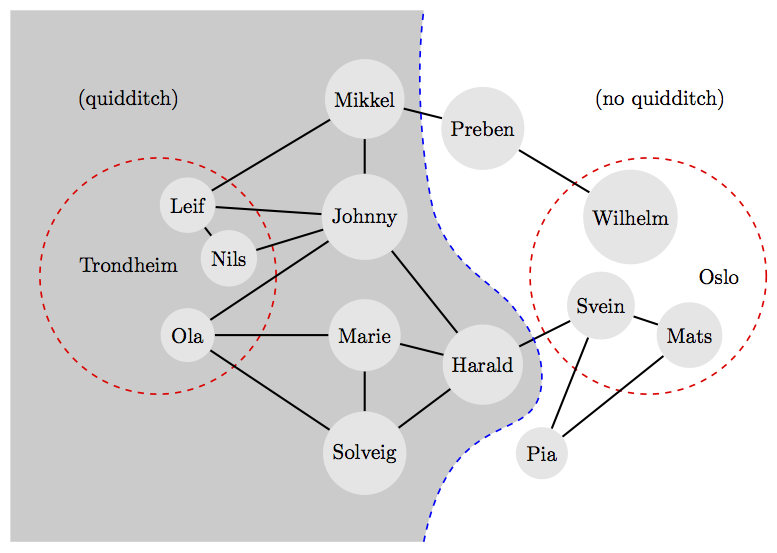 (quidditch)
Mikkel
(no quidditch)
Preben
Leif
Johnny
Wilhelm
Nils
Trondheim
Oslo
Svein
Ola
Marie
Mats
Harald
Solveig
Pia